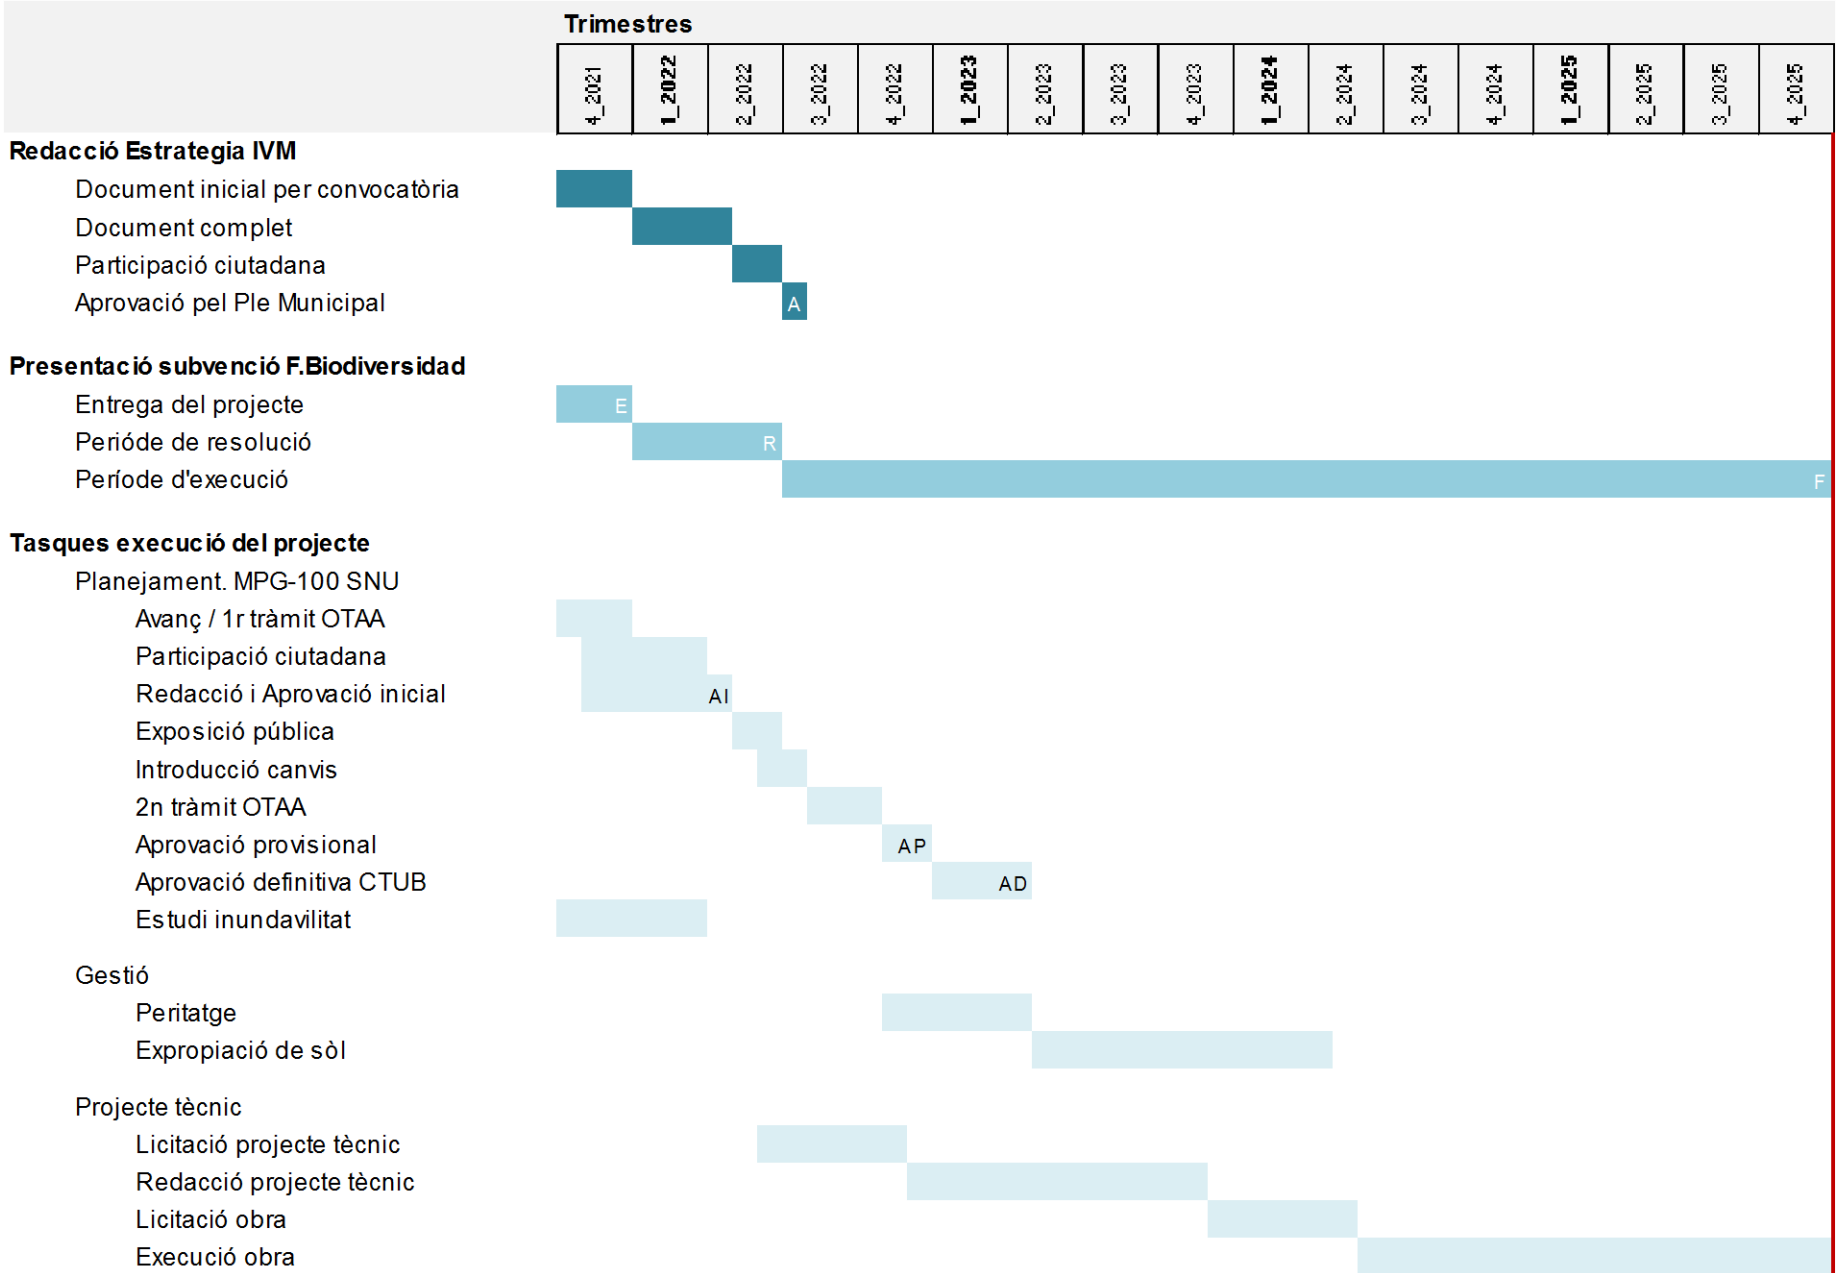 Trimestres
4_2021 1_2022 2_2022 3_2022 4_2022 1_2023 2_2023 3_2023 4_2023 1_2024 2_2024 3_2024 4_2024 1_2025 2_2025 3_2025 4_2025
Redacció Estrategia IVM
Document inicial per convocatòria
Document complet
Participació ciutadana
Aprovació pel Ple Municipal A
Presentació subvenció F.Biodiversidad
Entrega del projecte E
Perióde de resolució R
Període d'execució F
Tasques execució del projecte
Planejament. MPG-100 SNU
Avanç / 1r tràmit OTAA
Participació ciutadana
Redacció i Aprovació inicial AI
Exposició pública
Introducció canvis
2n tràmit OTAA
Aprovació provisional AP
Aprovació definitiva CTUB AD
Estudi inundavilitat
Gestió
Peritatge
Expropiació de sòl
Projecte tècnic
Licitació projecte tècnic
Redacció projecte tècnic
Licitació obra
Execució obra